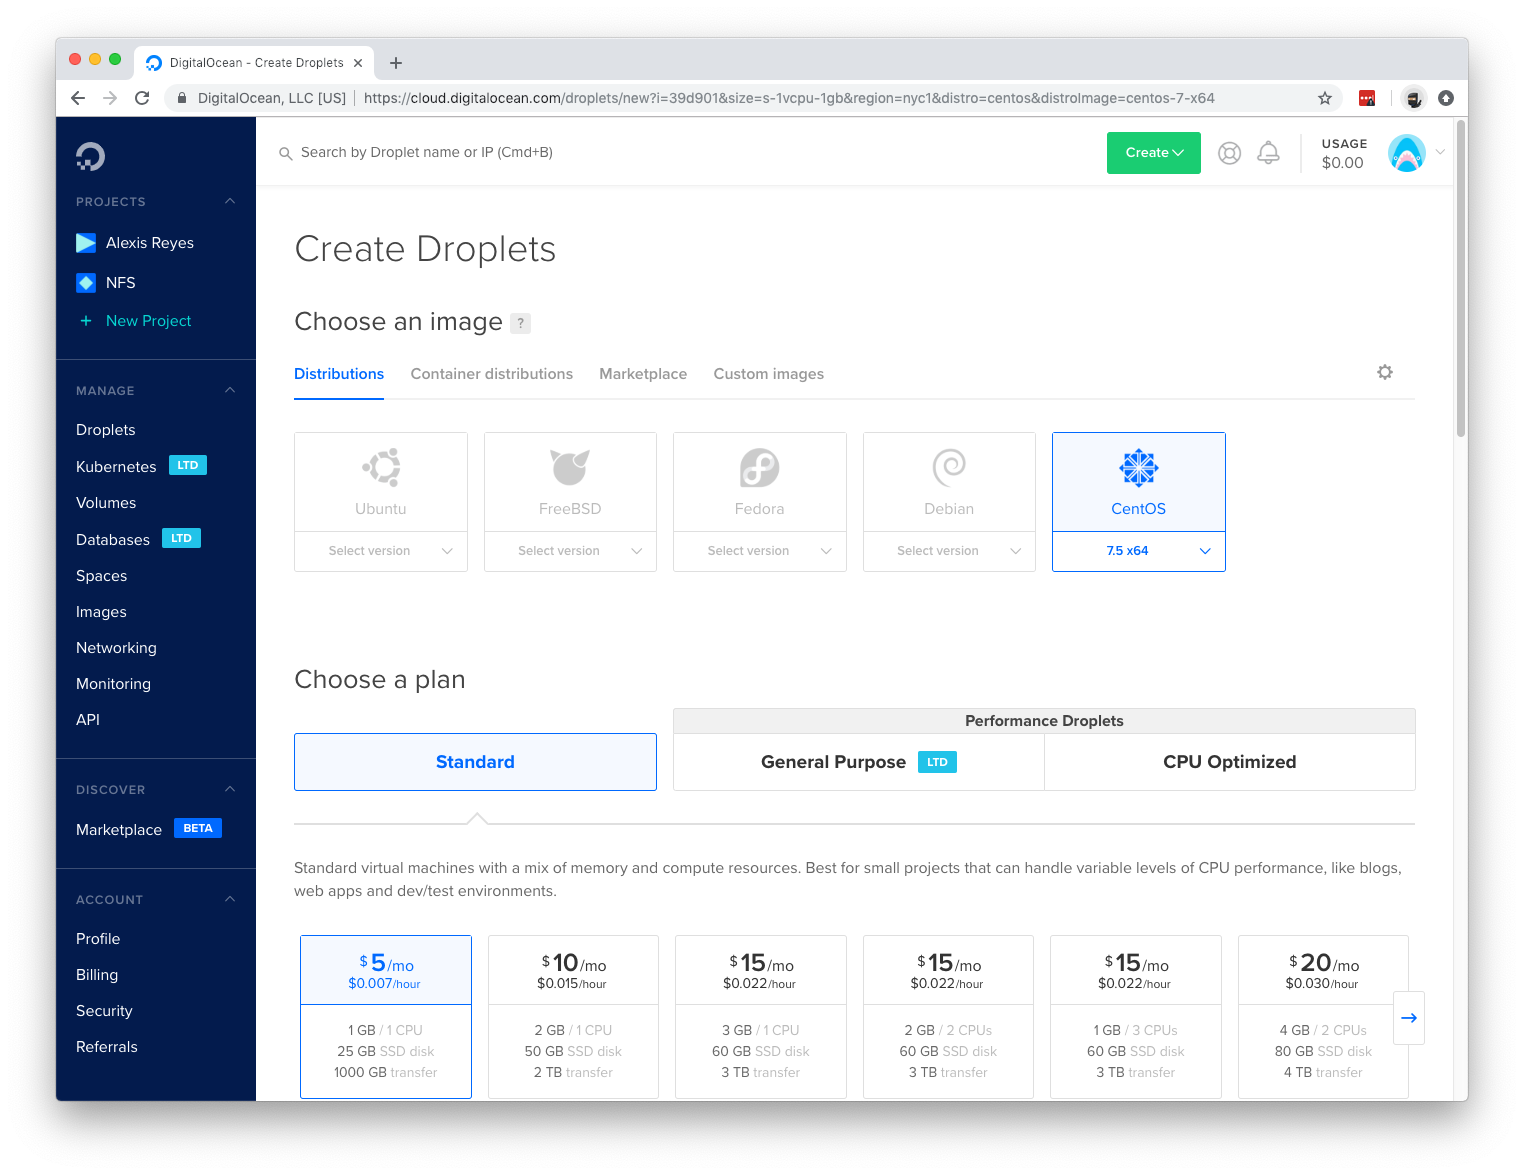 DigitalOcean - Create Droplets
DigitalOcean, LLC [US]
https://cloud.digitalocean.com/droplets/new?i=39d901&size=s-1vcpu-1gb&region=nyc1&distro=centos&distroImage=centos-7-x64
Search by Droplet name or IP (Cmd+B)
Create
USAGE
$0.00
PROJECTS
Alexis Reyes
NFS
+ New Project
MANAGE
Droplets
Kubernetes LTD
Volumes
Databases LTD
Spaces
Images
Networking
Monitoring
API
DISCOVER
Marketplace BETA
ACCOUNT
Profile
Billing
Security
Referrals
Create Droplets
Choose an image ?
Distributions Container distributions Marketplace Custom images
Ubuntu FreeBSD Fedora Debian CentOS
Select version Select version Select version Select version 7.5 x64
Choose a plan
Performance Droplets
Standard General Purpose LTD CPU Optimized
Standard virtual machines with a mix of memory and compute resources. Best for small projects that can handle variable levels of CPU performance, like blogs,
web apps and dev/test environments.
$5/mo $10/mo $15/mo $15/mo $15/mo $20/mo
$0.007/hour $0.015/hour $0.022/hour $0.022/hour $0.022/hour $0.030/hour
1 GB / 1 CPU 2 GB / 1 CPU 3 GB / 1 CPU 2 GB / 2 CPUs 1 GB / 3 CPUs 4 GB / 2 CPUs
25 GB SSD disk 50 GB SSD disk 60 GB SSD disk 60 GB SSD disk 60 GB SSD disk 80 GB SSD disk
1000 GB transfer 2 TB transfer 3 TB transfer 3 TB transfer 3 TB transfer 4 TB transfer